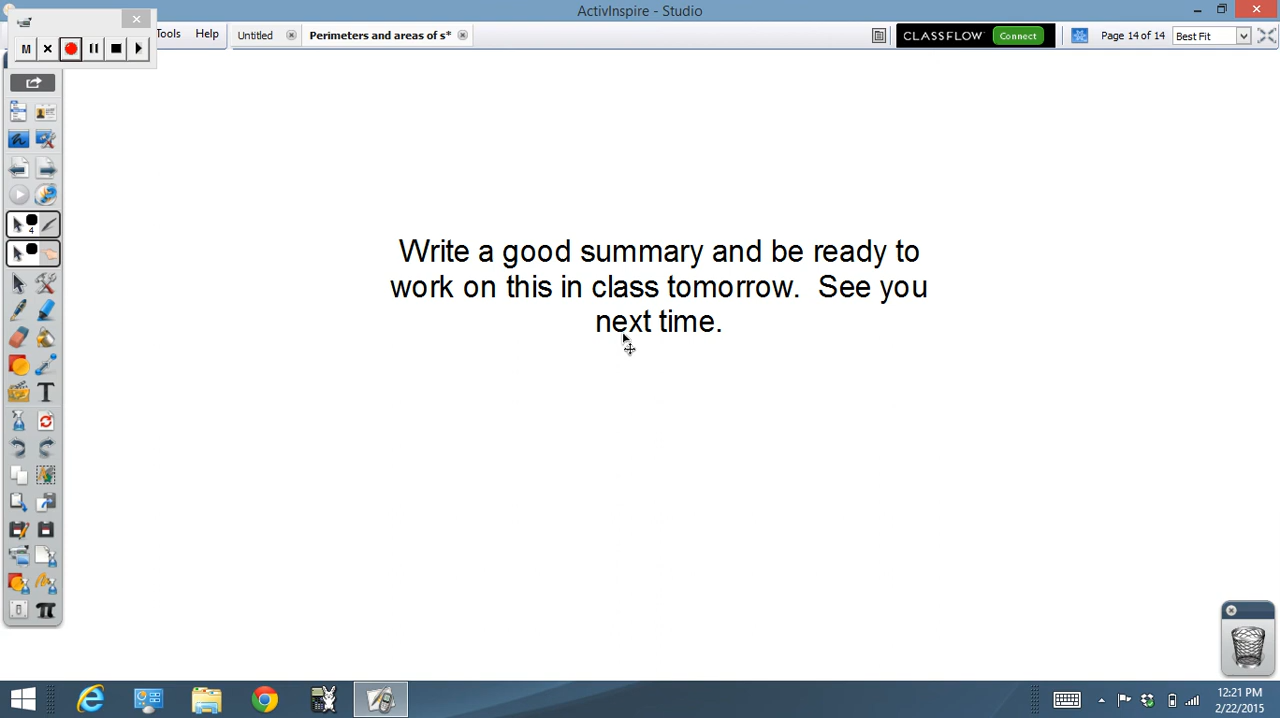 ActivInspire - Studio
M
Tools Help Untitled Perimeters and areas of s* CLASSFLOW Connect Page 14 of 14 Best Fit
4
T
Write a good summary and be ready to
work on this in class tomorrow. See you
next time.
12:21 PM
2/22/2015